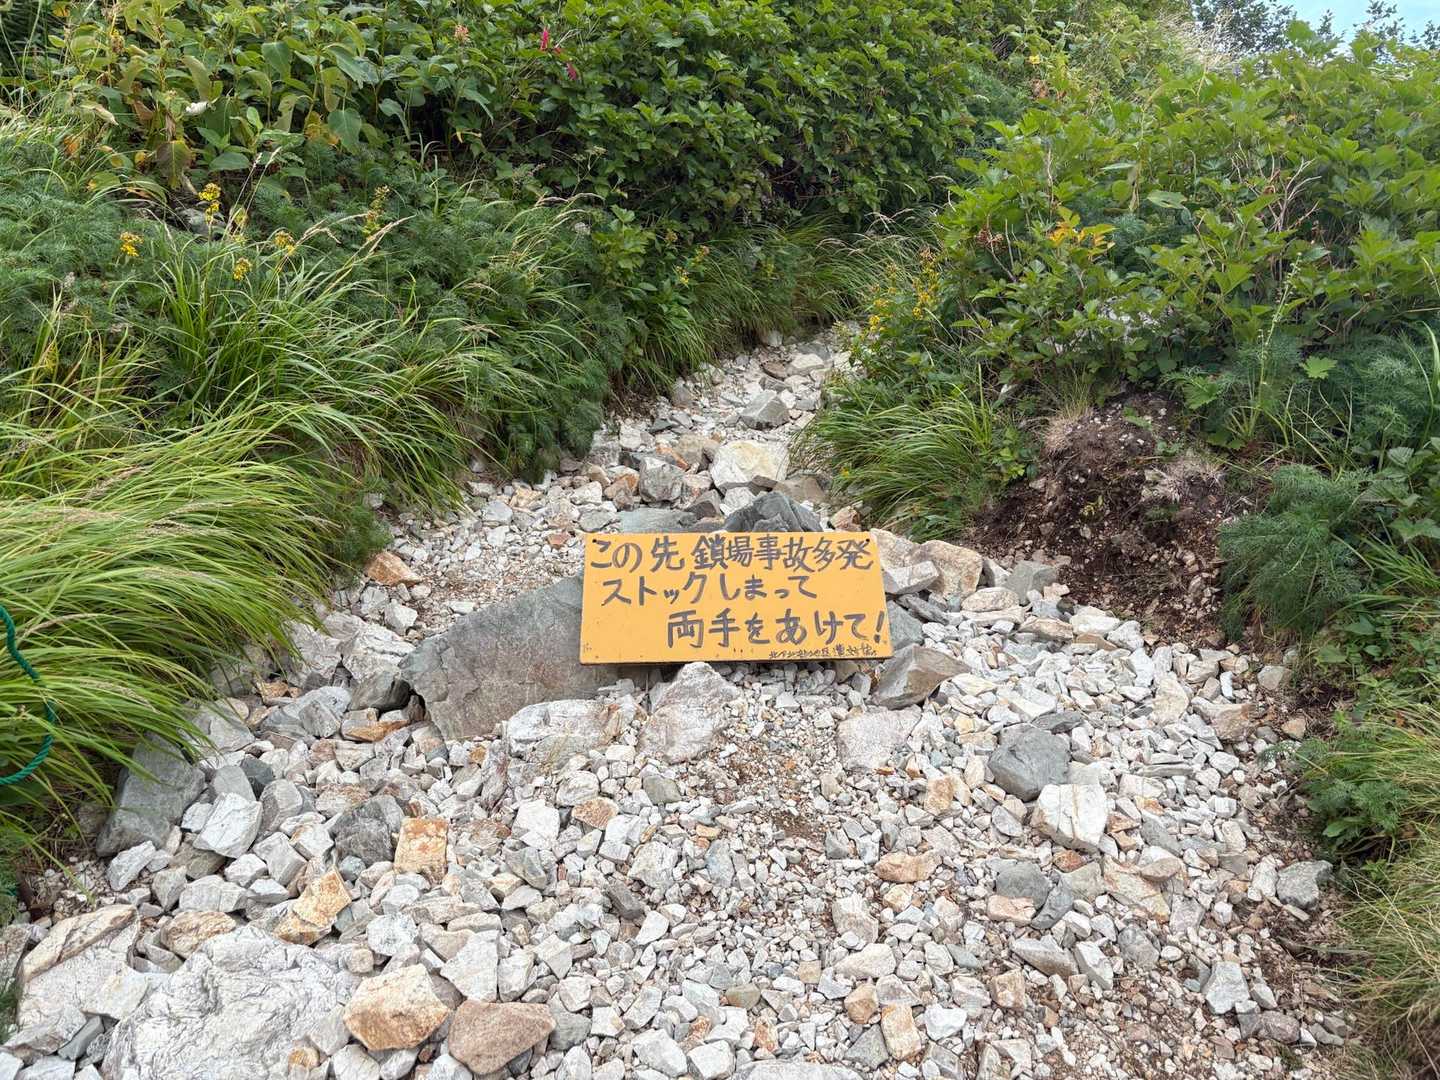 この先 鎖場事故多発
ストックしまって
両手をあけて!